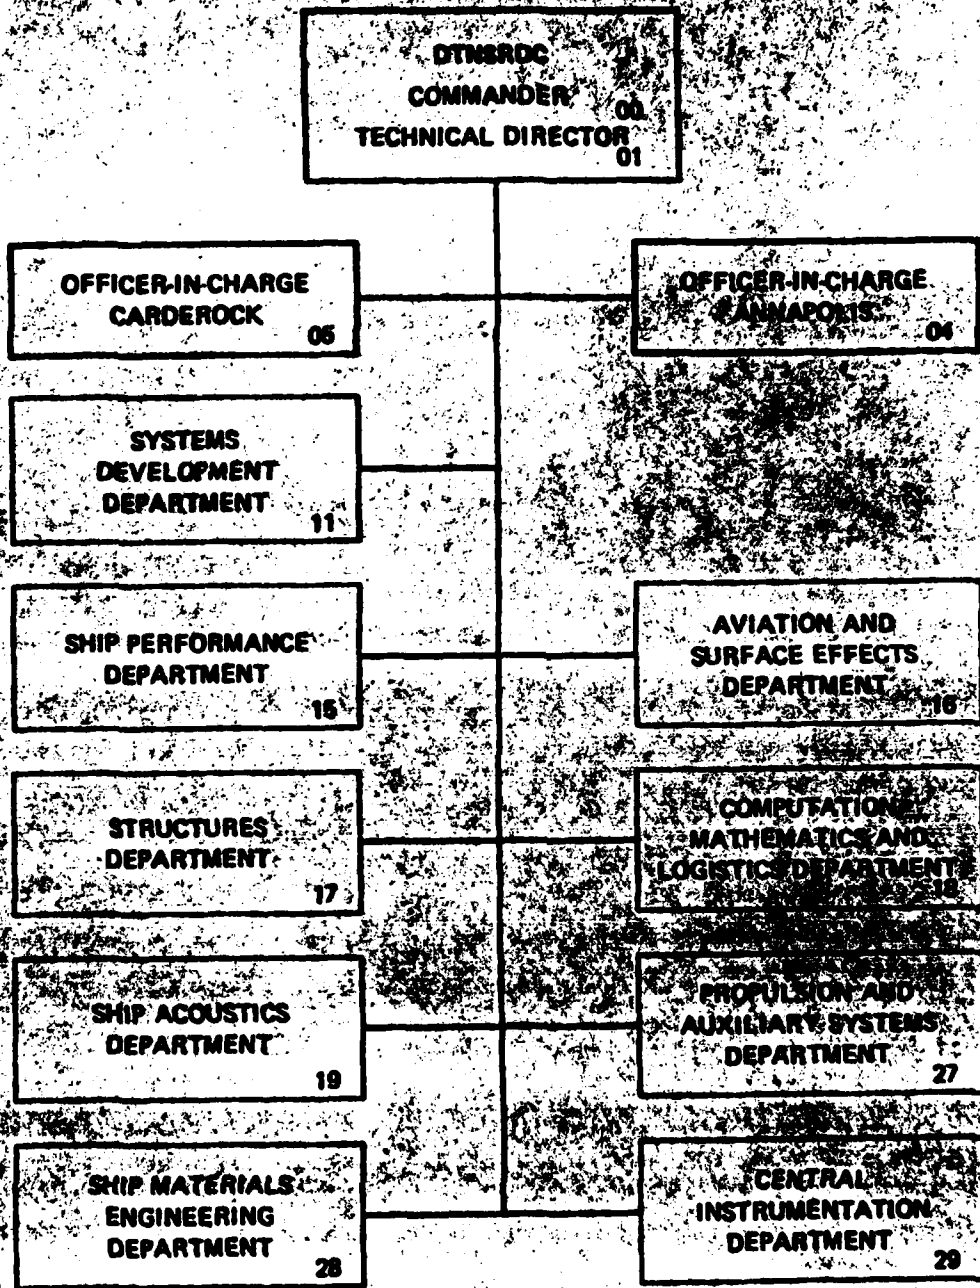 DTNSRDC
COMMANDER
00
TECHNICAL DIRECTOR
01
OFFICER-IN-CHARGE
CARDEROCK
05
OFFICER-IN-CHARGE
ANNAPOLIS
04
SYSTEMS
DEVELOPMENT
DEPARTMENT
11
SHIP PERFORMANCE
DEPARTMENT
15
AVIATION AND
SURFACE EFFECTS
DEPARTMENT
16
STRUCTURES
DEPARTMENT
17
COMPUTATION,
MATHEMATICS AND
LOGISTICS DEPARTMENT
18
SHIP ACOUSTICS
DEPARTMENT
19
PROPULSION AND
AUXILIARY SYSTEMS
DEPARTMENT
27
SHIP MATERIALS
ENGINEERING
DEPARTMENT
28
CENTRAL
INSTRUMENTATION
DEPARTMENT
29